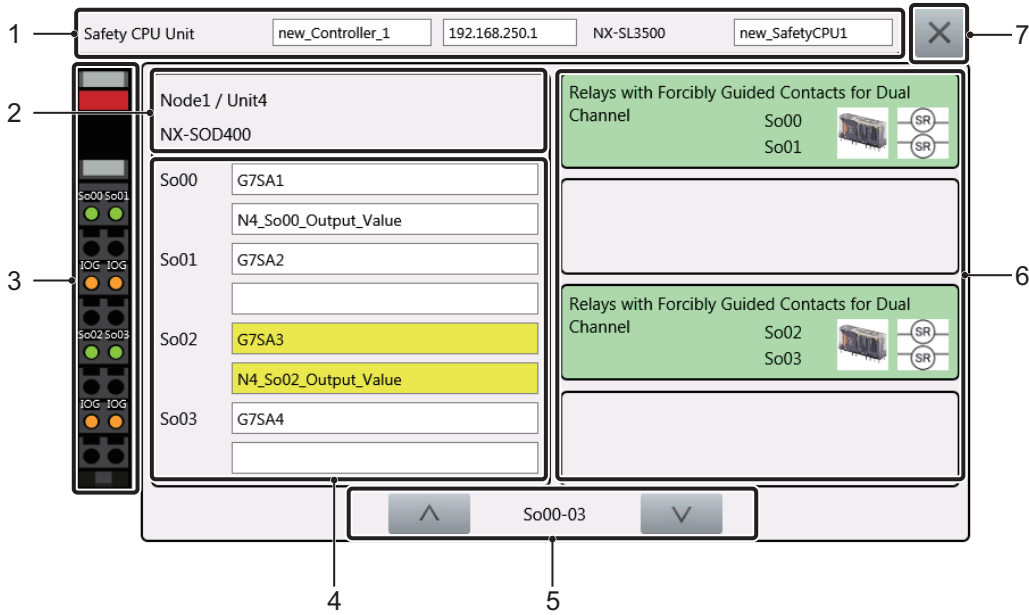 1
Safety CPU Unit new_Controller_1 192.168.250.1 NX-SL3500 new_SafetyCPU1
7
2
Node1 / Unit4
NX-SOD400
3
So00 So01
IOG IOG
So02 So03
IOG IOG
So00 G7SA1
N4_So00_Output_Value
So01 G7SA2
So02 G7SA3
N4_So02_Output_Value
So03 G7SA4
4
Relays with Forcibly Guided Contacts for Dual
Channel So00 SR
So01 SR
Relays with Forcibly Guided Contacts for Dual
Channel So02 SR
So03 SR
6
So00-03
5